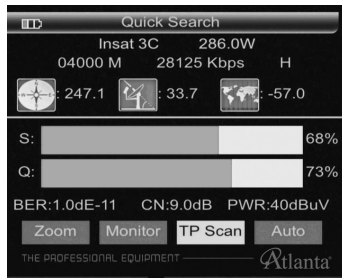 Quick Search
Insat 3C 286.0W
04000 M 28125 Kbps H
: 247.1 : 33.7 : -57.0
S: 68%
Q: 73%
BER:1.0dE-11 CN:9.0dB PWR:40dBuV
Zoom Monitor TP Scan Auto
THE PROFESSIONAL EQUIPMENT Atlanta